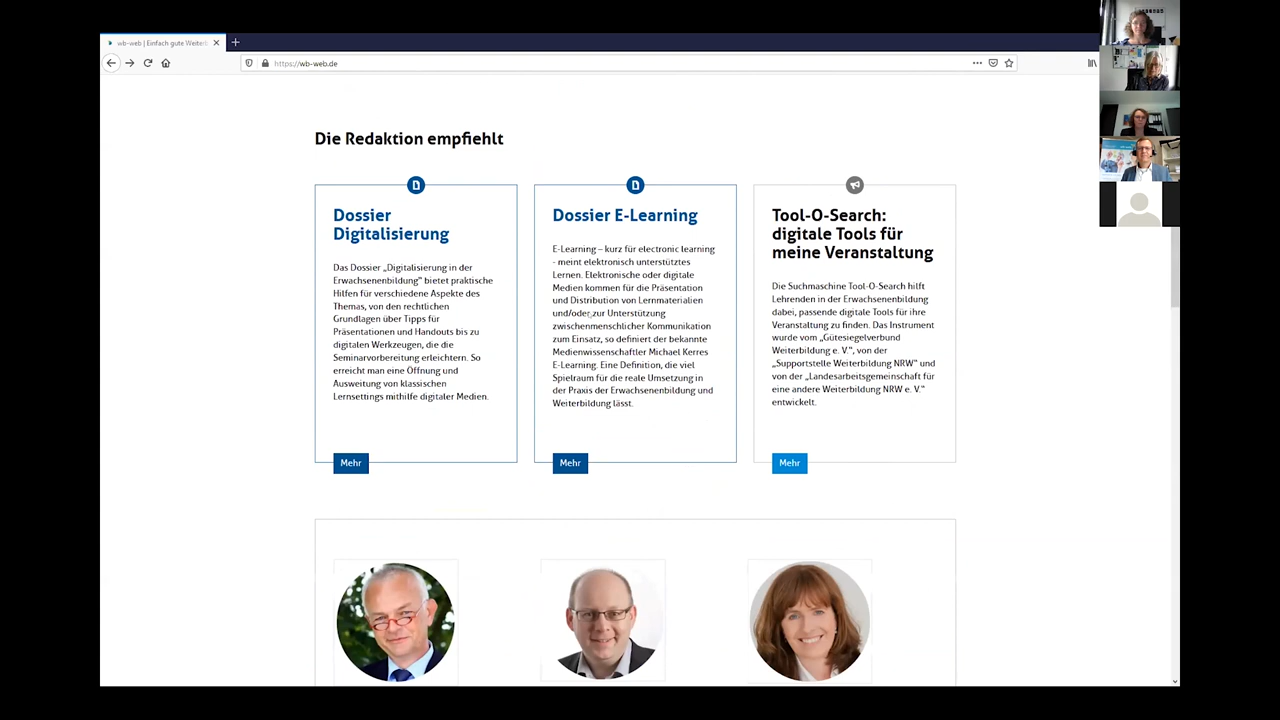 wb-web | Einfach gute Weiterb
https://wb-web.de
Die Redaktion empfiehlt
Dossier
Digitalisierung
Das Dossier „Digitalisierung in der
Erwachsenenbildung“ bietet praktische
Hilfen für verschiedene Aspekte des
Themas, von den rechtlichen
Grundlagen über Tipps für
Präsentationen und Handouts bis zu
digitalen Werkzeugen, die die
Seminarvorbereitung erleichtern. So
erreicht man eine Öffnung und
Ausweitung von klassischen
Lernsettings mithilfe digitaler Medien.
Mehr
Dossier E-Learning
E-Learning – kurz für electronic learning
- meint elektronisch unterstütztes
Lernen. Elektronische oder digitale
Medien kommen für die Präsentation
und Distribution von Lernmaterialien
und/oder zur Unterstützung
zwischenmenschlicher Kommunikation
zum Einsatz, so definiert der bekannte
Medienwissenschaftler Michael Kerres
E-Learning. Eine Definition, die viel
Spielraum für die reale Umsetzung in
der Praxis der Erwachsenenbildung und
Weiterbildung lässt.
Mehr
Tool-O-Search:
digitale Tools für
meine Veranstaltung
Die Suchmaschine Tool-O-Search hilft
Lehrenden in der Erwachsenenbildung
dabei, passende digitale Tools für ihre
Veranstaltung zu finden. Das Instrument
wurde vom „Gütesiegelverbund
Weiterbildung e. V.“, von der
„Supportstelle Weiterbildung NRW“ und
von der „Landesarbeitsgemeinschaft für
eine andere Weiterbildung NRW e. V.“
entwickelt.
Mehr